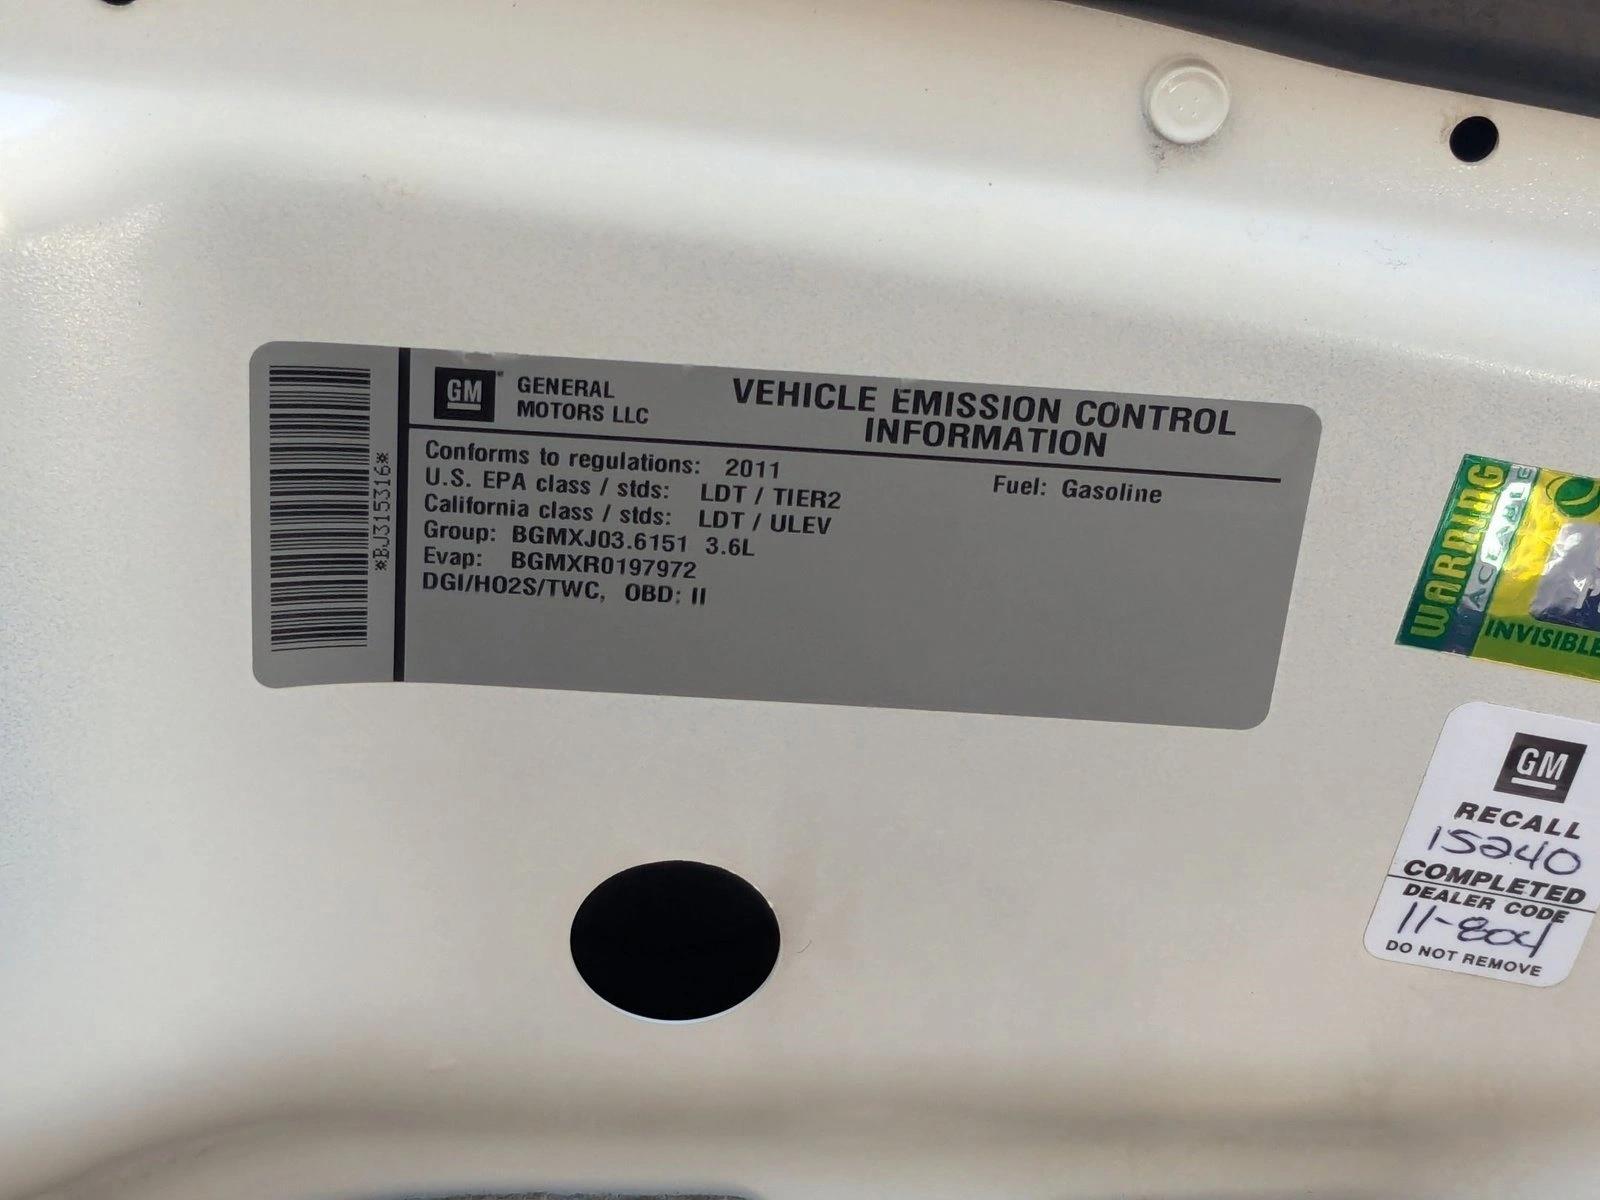 *BJ315316*
GM GENERAL
MOTORS LLC
VEHICLE EMISSION CONTROL
INFORMATION
Conforms to regulations: 2011
Fuel: Gasoline
U.S. EPA class / stds: LDT / TIER2
California class / stds: LDT / ULEV
Group: BGMXJ03.6151 3.6L
Evap: BGMXR0197972
DGI/HO2S/TWC, OBD: II
WARNING
INVISIBLE
GM
RECALL
15240
COMPLETED
DEALER CODE
11-804
DO NOT REMOVE